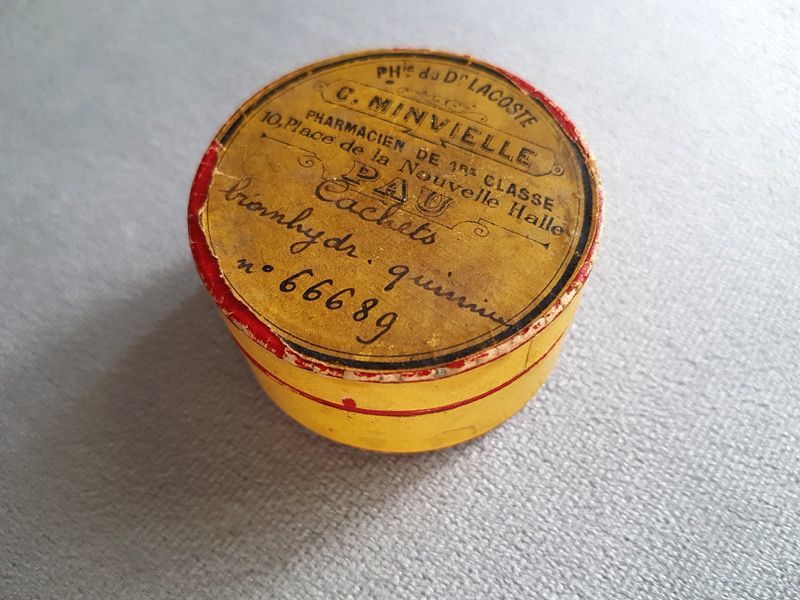 PHie du Dr LACOSTE
C. MINVIELLE
PHARMACIEN DE 1RE CLASSE
10, Place de la Nouvelle Halle
PAU
Cachets
bromhydr. quinine
no 66689